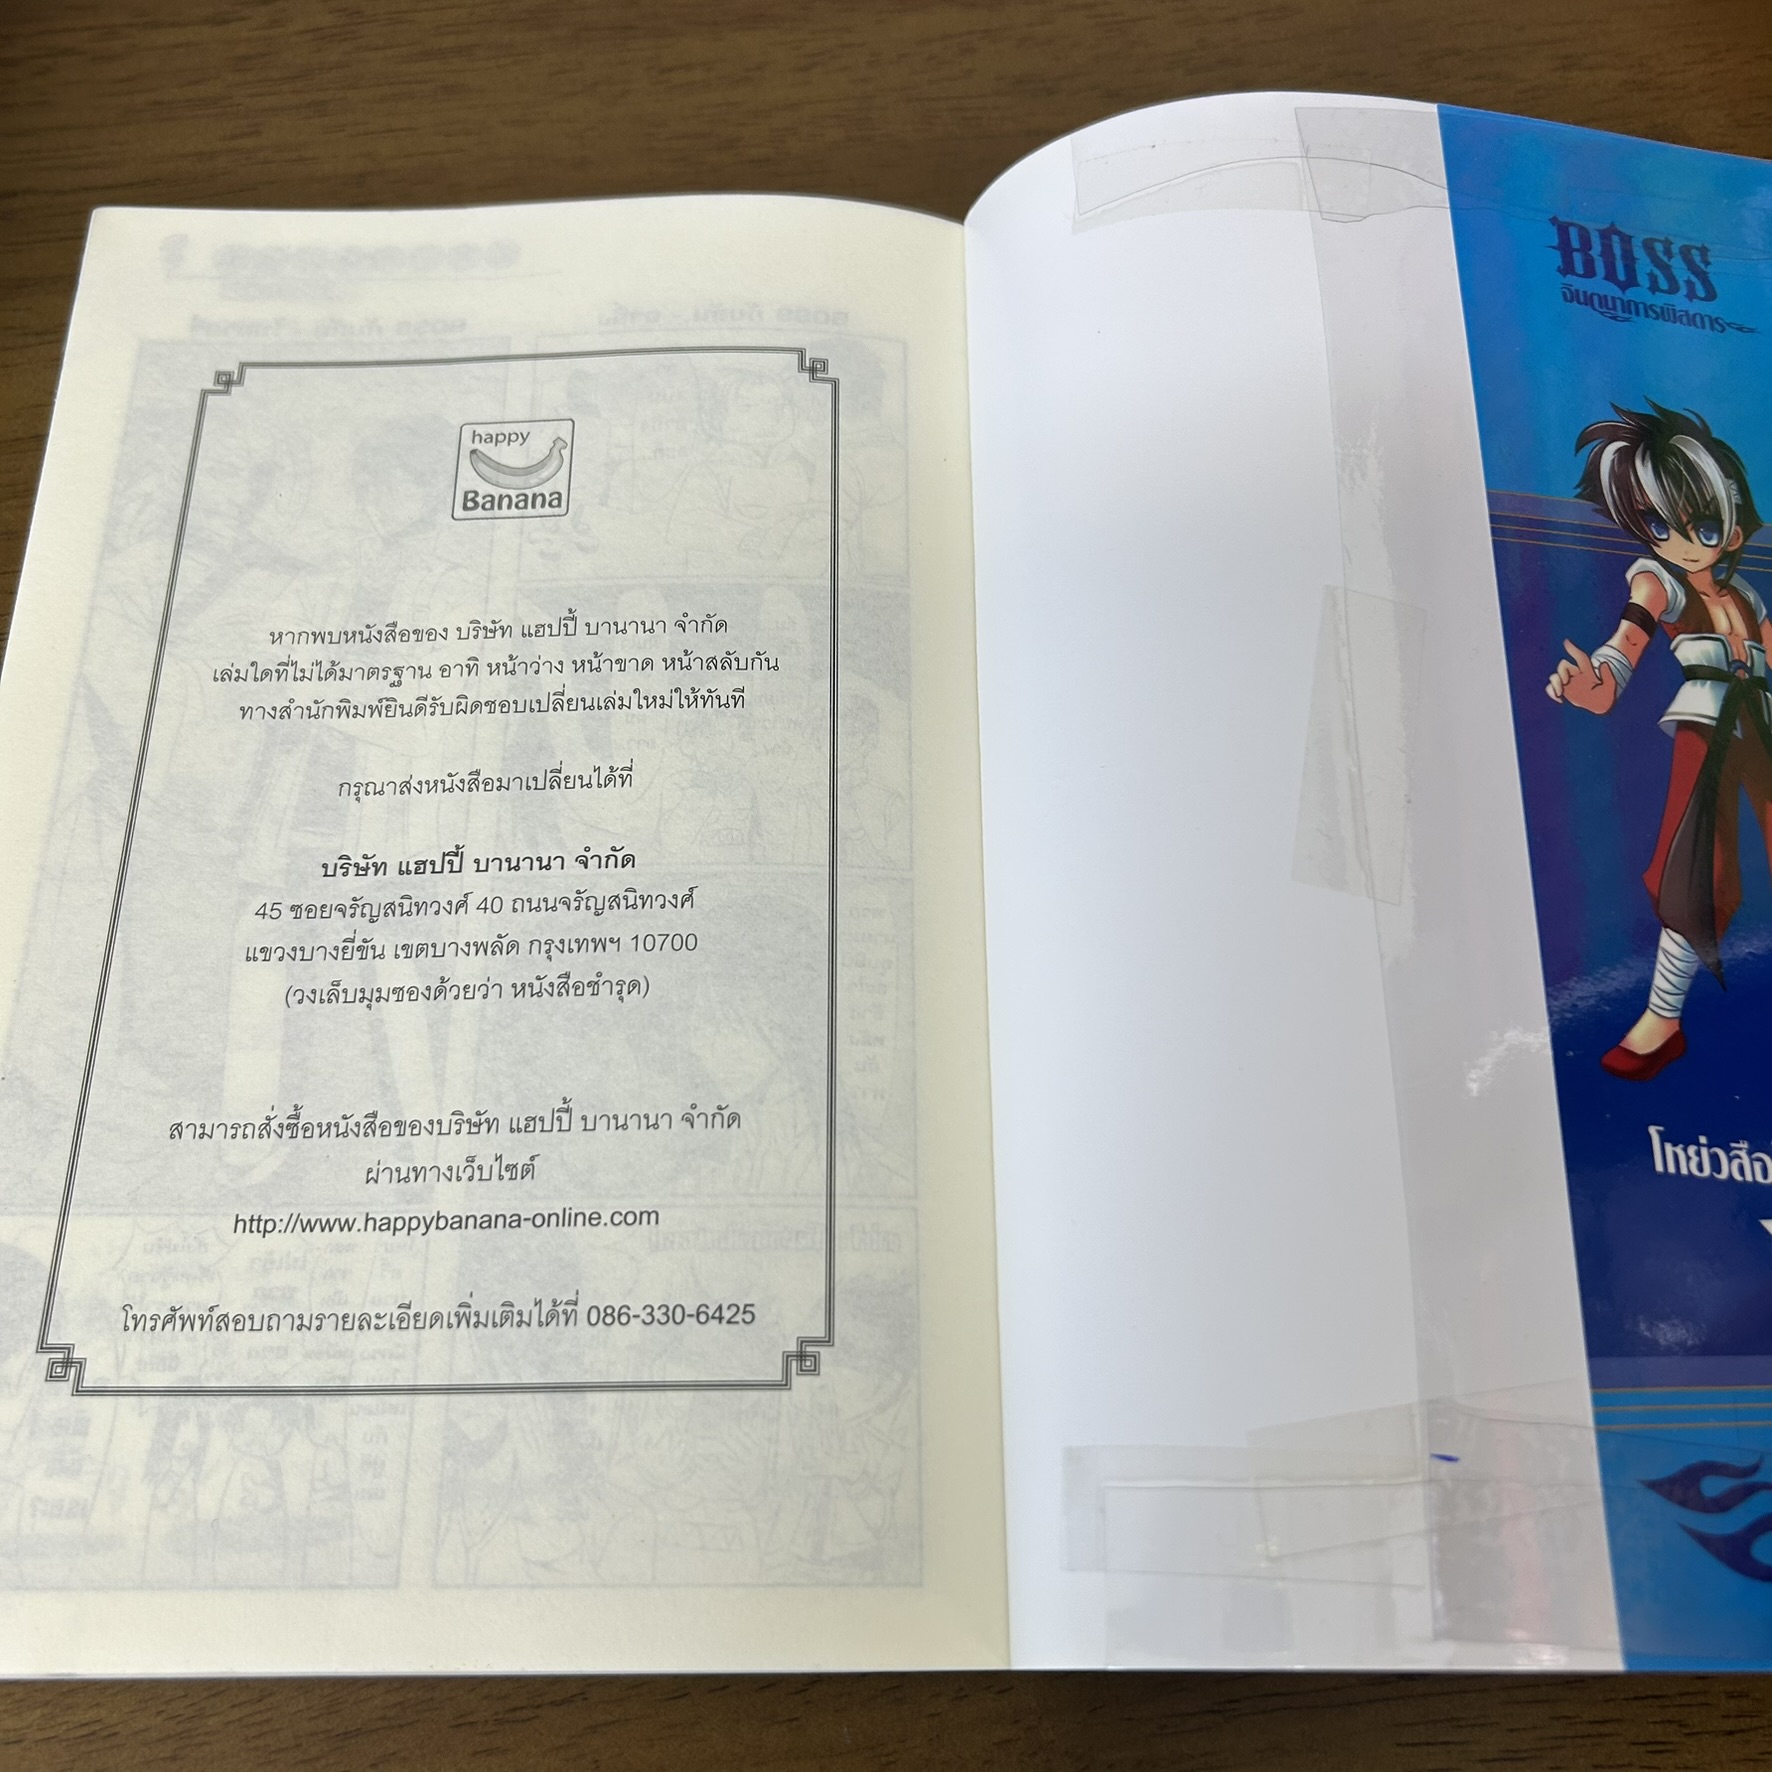 happy
Banana
หากพบหนังสือของ บริษัท แฮปปี้ บานานา จำกัด
เล่มใดที่ไม่ได้มาตรฐาน อาทิ หน้าว่าง หน้าขาด หน้าสลับกัน
ทางสำนักพิมพ์ยินดีรับผิดชอบเปลี่ยนเล่มใหม่ให้ทันที
กรุณาส่งหนังสือมาเปลี่ยนได้ที่
บริษัท แฮปปี้ บานานา จำกัด
45 ซอยจรัญสนิทวงศ์ 40 ถนนจรัญสนิทวงศ์
แขวงบางยี่ขัน เขตบางพลัด กรุงเทพฯ 10700
(วงเล็บมุมซองด้วยว่า หนังสือชำรุด)
สามารถสั่งซื้อหนังสือของบริษัท แฮปปี้ บานานา จำกัด
ผ่านทางเว็บไซต์
http://www.happybanana-online.com
โทรศัพท์สอบถามรายละเอียดเพิ่มเติมได้ที่ 086-330-6425
BOSS
จินตนาการพิสดาร